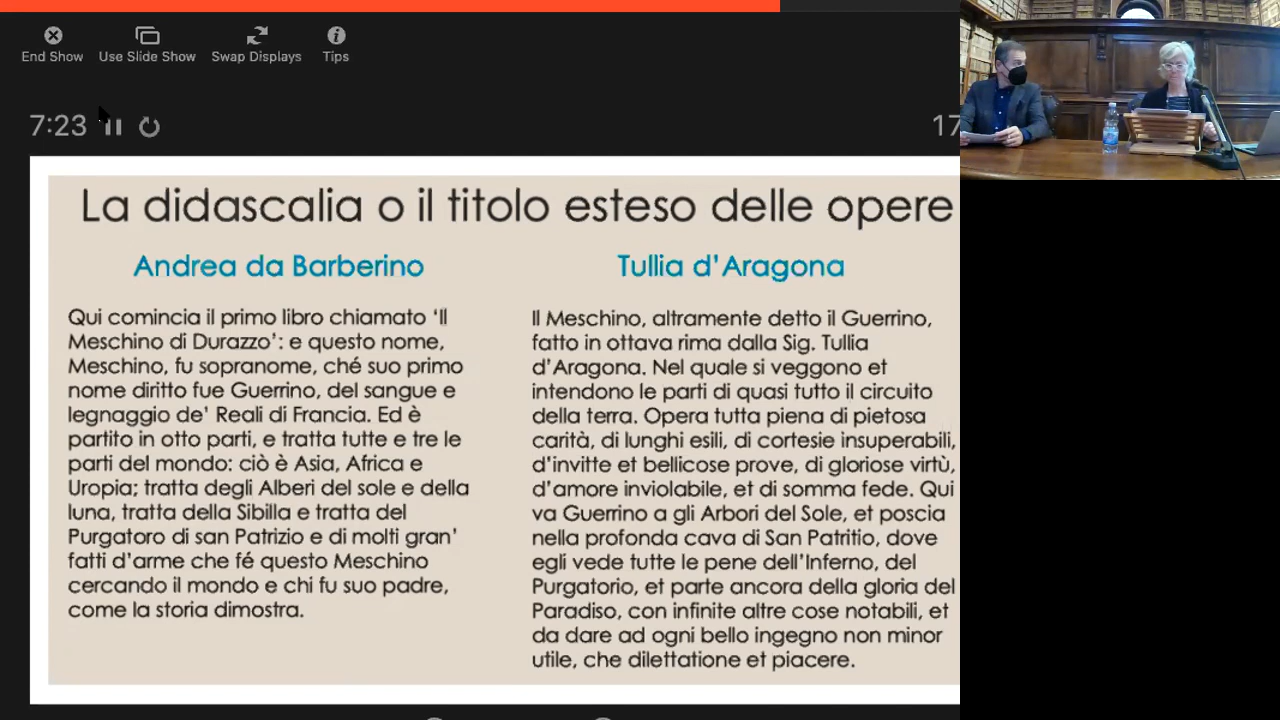 End Show
Use Slide Show
Swap Displays
Tips
7:23
17
La didascalia o il titolo esteso delle opere
Andrea da Barberino
Qui comincia il primo libro chiamato ‘Il
Meschino di Durazzo’: e questo nome,
Meschino, fu sopranome, ché suo primo
nome diritto fue Guerrino, del sangue e
legnaggio de’ Reali di Francia. Ed è
partito in otto parti, e tratta tutte e tre le
parti del mondo: ciò è Asia, Africa e
Uropia; tratta degli Alberi del sole e della
luna, tratta della Sibilla e tratta del
Purgatoro di san Patrizio e di molti gran’
fatti d’arme che fé questo Meschino
cercando il mondo e chi fu suo padre,
come la storia dimostra.
Tullia d’Aragona
Il Meschino, altramente detto il Guerrino,
fatto in ottava rima dalla Sig. Tullia
d’Aragona. Nel quale si veggono et
intendono le parti di quasi tutto il circuito
della terra. Opera tutta piena di pietosa
carità, di lunghi esili, di cortesie insuperabili,
d’invitte et bellicose prove, di gloriose virtù,
d’amore inviolabile, et di somma fede. Qui
va Guerrino a gli Arbori del Sole, et poscia
nella profonda cava di San Patritio, dove
egli vede tutte le pene dell’Inferno, del
Purgatorio, et parte ancora della gloria del
Paradiso, con infinite altre cose notabili, et
da dare ad ogni bello ingegno non minor
utile, che dilettatione et piacere.